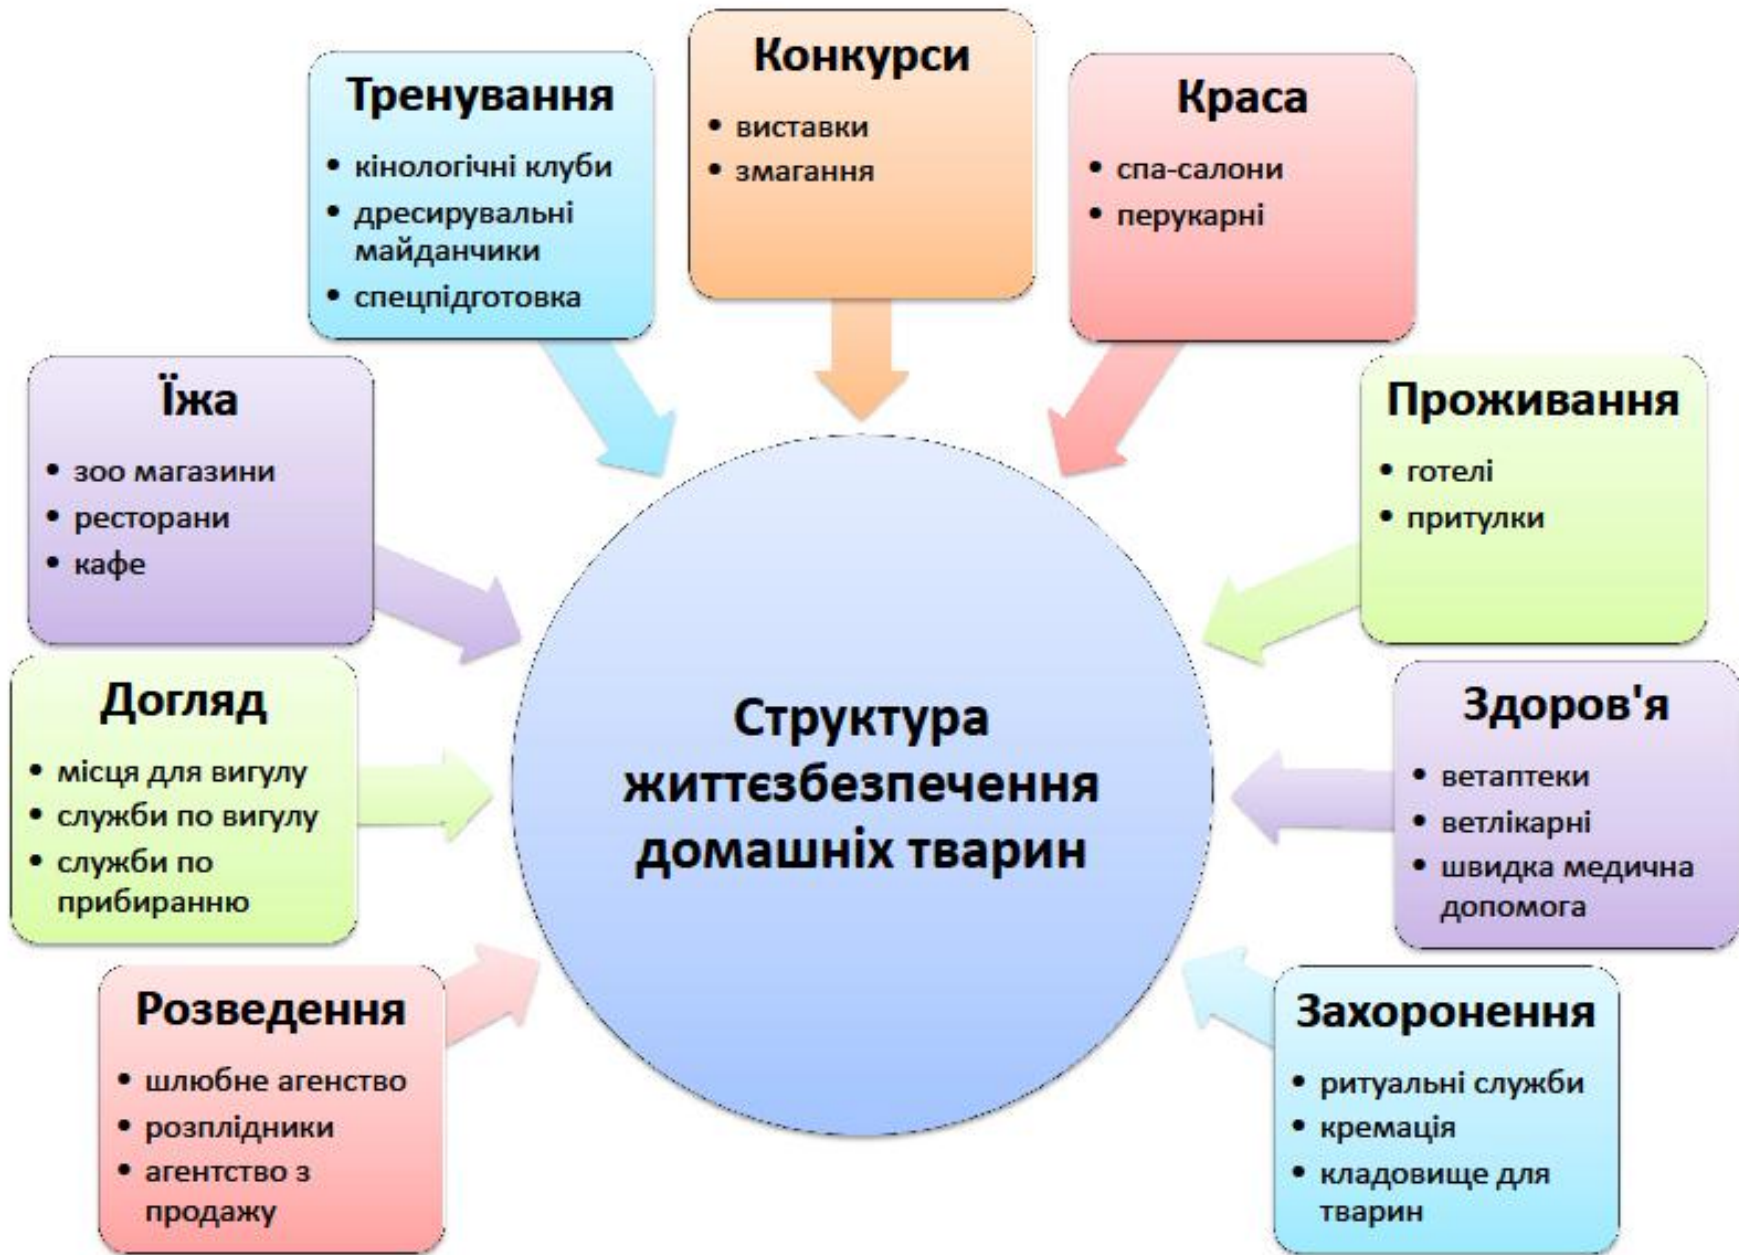 Конкурси
• виставки
• змагання
Тренування
• кінологічні клуби
• дресирувальні
майданчики
• спецпідготовка
Краса
• спа-салони
• перукарні
Їжа
• зоо магазини
• ресторани
• кафе
Проживання
• готелі
• притулки
Догляд
• місця для вигулу
• служби по вигулу
• служби по
прибиранню
Структура
життєзбезпечення
домашніх тварин
Здоров'я
• ветаптеки
• ветлікарні
• швидка медична
допомога
Розведення
• шлюбне агенство
• розплідники
• агентство з
продажу
Захоронення
• ритуальні служби
• кремація
• кладовище для
тварин